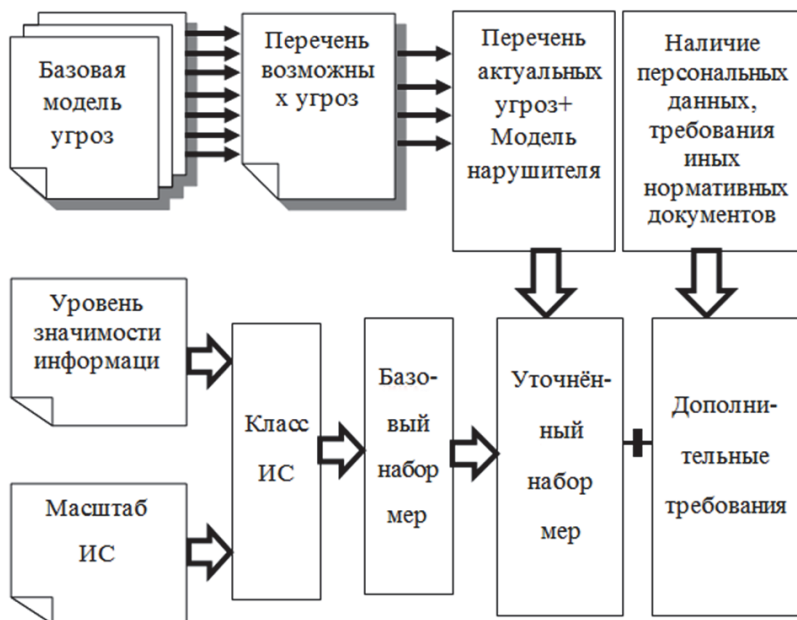 Базовая
модель
угроз
Перечень
возможны
х угроз
Перечень
актуальных
угроз+
Модель
нарушителя
Наличие
персональных
данных,
требования
иных
нормативных
документов
Уровень
значимости
информаци
Масштаб
ИС
Класс
ИС
Базо-
вый
набор
мер
Уточнён-
ный
набор
мер
Дополни-
тельные
требования